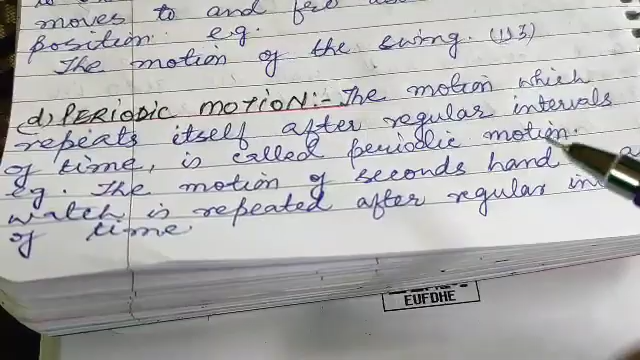 moves to and fro
position. e.g.
The motion of the swing. (113)
d) PERIODIC MOTION:- The motion which
repeats itself after regular intervals
of time, is called periodic motion.
eg. The motion of seconds hand
watch is repeated after regular in
of time.
EUFDHE